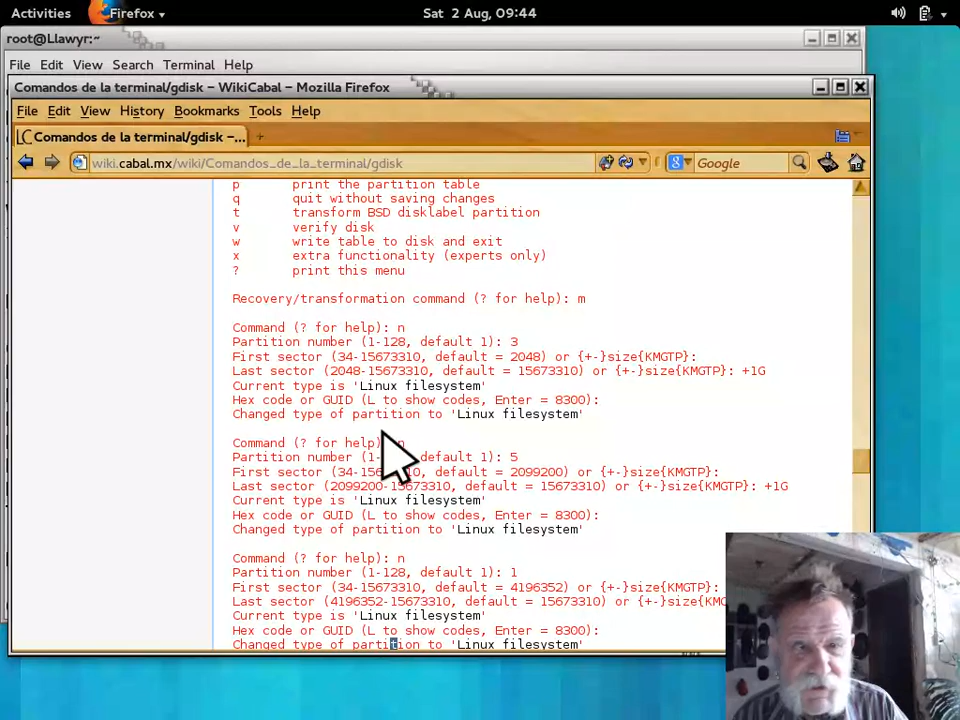 Activities Firefox Sat 2 Aug, 09:44
root@Llawyr:~
File Edit View Search Terminal Help
Comandos de la terminal/gdisk – WikiCabal – Mozilla Firefox
File Edit View History Bookmarks Tools Help
Comandos de la terminal/gdisk –... +
wiki.cabal.mx/wiki/Comandos_de_la_terminal/gdisk Google
p print the partition table
q quit without saving changes
t transform BSD disklabel partition
v verify disk
w write table to disk and exit
x extra functionality (experts only)
? print this menu
Recovery/transformation command (? for help): m
Command (? for help): n
Partition number (1-128, default 1): 3
First sector (34-15673310, default = 2048) or {+-}size{KMGTP}:
Last sector (2048-15673310, default = 15673310) or {+-}size{KMGTP}: +1G
Current type is 'Linux filesystem'
Hex code or GUID (L to show codes, Enter = 8300):
Changed type of partition to 'Linux filesystem'
Command (? for help): n
Partition number (1- default 1): 5
First sector (34-156 10, default = 2099200) or {+-}size{KMGTP}:
Last sector (2099200-15673310, default = 15673310) or {+-}size{KMGTP}: +1G
Current type is 'Linux filesystem'
Hex code or GUID (L to show codes, Enter = 8300):
Changed type of partition to 'Linux filesystem'
Command (? for help): n
Partition number (1-128, default 1): 1
First sector (34-15673310, default = 4196352) or {+-}size{KMGTP}:
Last sector (4196352-15673310, default = 15673310) or {+-}size{KMG
Current type is 'Linux filesystem'
Hex code or GUID (L to show codes, Enter = 8300):
Changed type of partition to 'Linux filesystem'